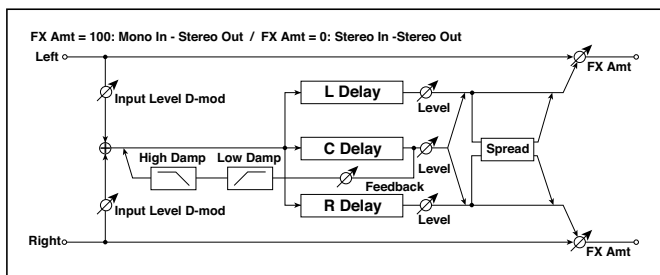 FX Amt = 100: Mono In - Stereo Out / FX Amt = 0: Stereo In -Stereo Out
Left
FX Amt
Input Level D-mod
L Delay
Level
High Damp
Low Damp
C Delay
Level
Spread
Feedback
Input Level D-mod
R Delay
Level
Right
FX Amt